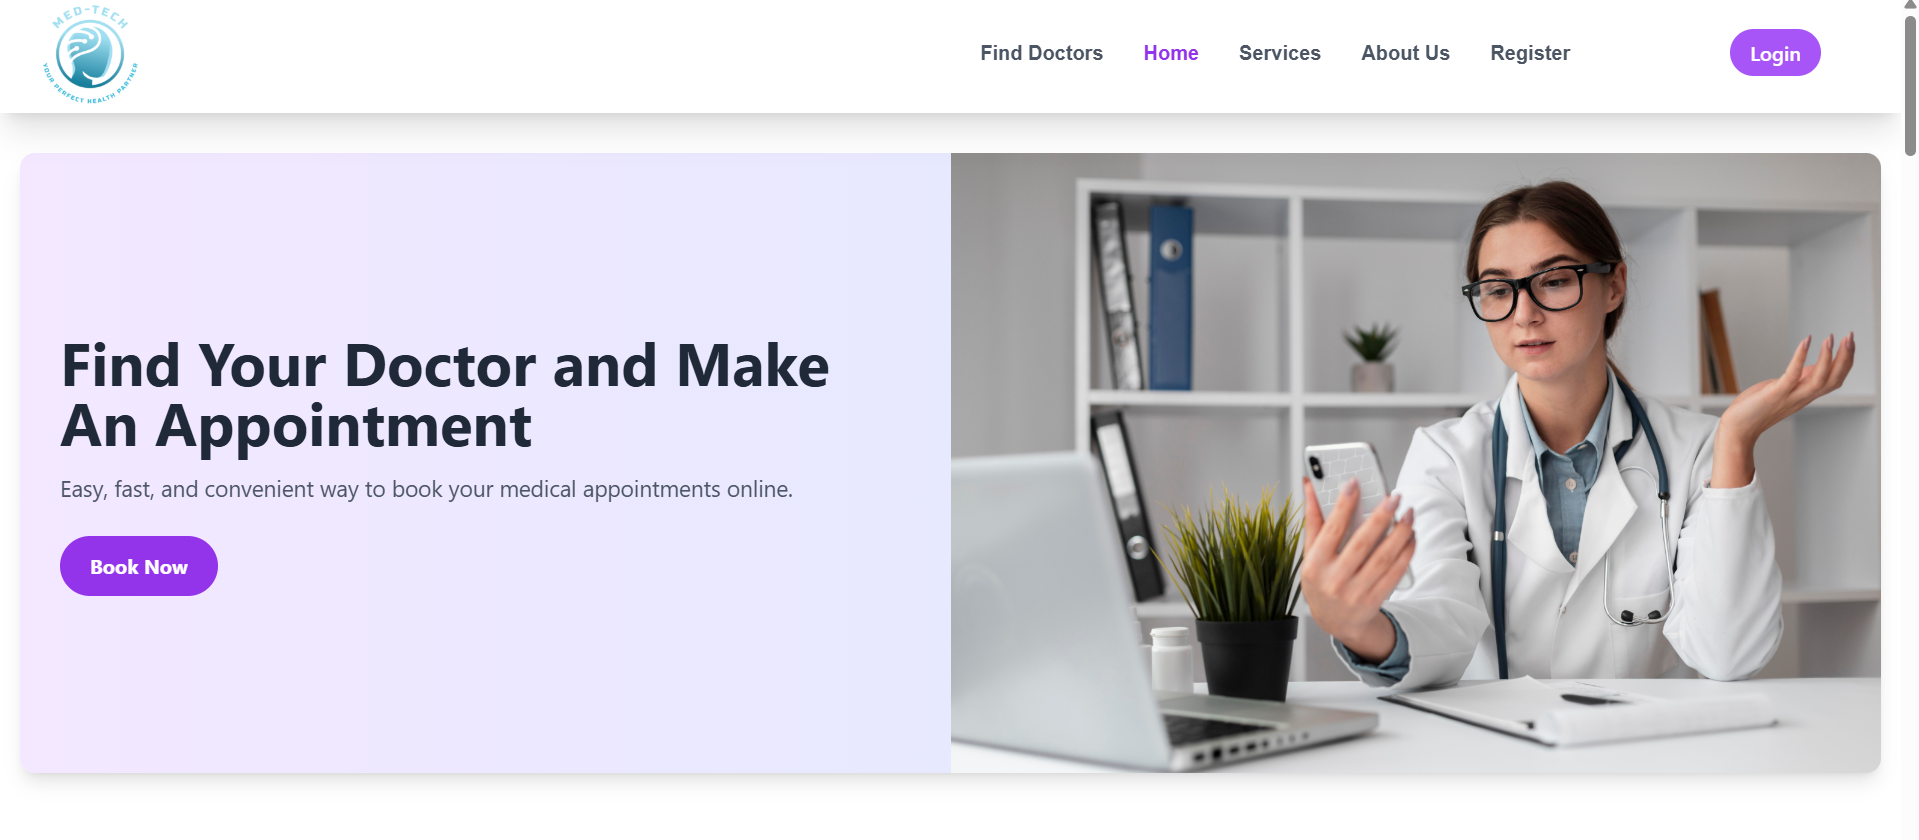 MED-TECH
YOUR PERFECT HEALTH PARTNER
Find Doctors
Home
Services
About Us
Register
Login
Find Your Doctor and Make
An Appointment
Easy, fast, and convenient way to book your medical appointments online.
Book Now